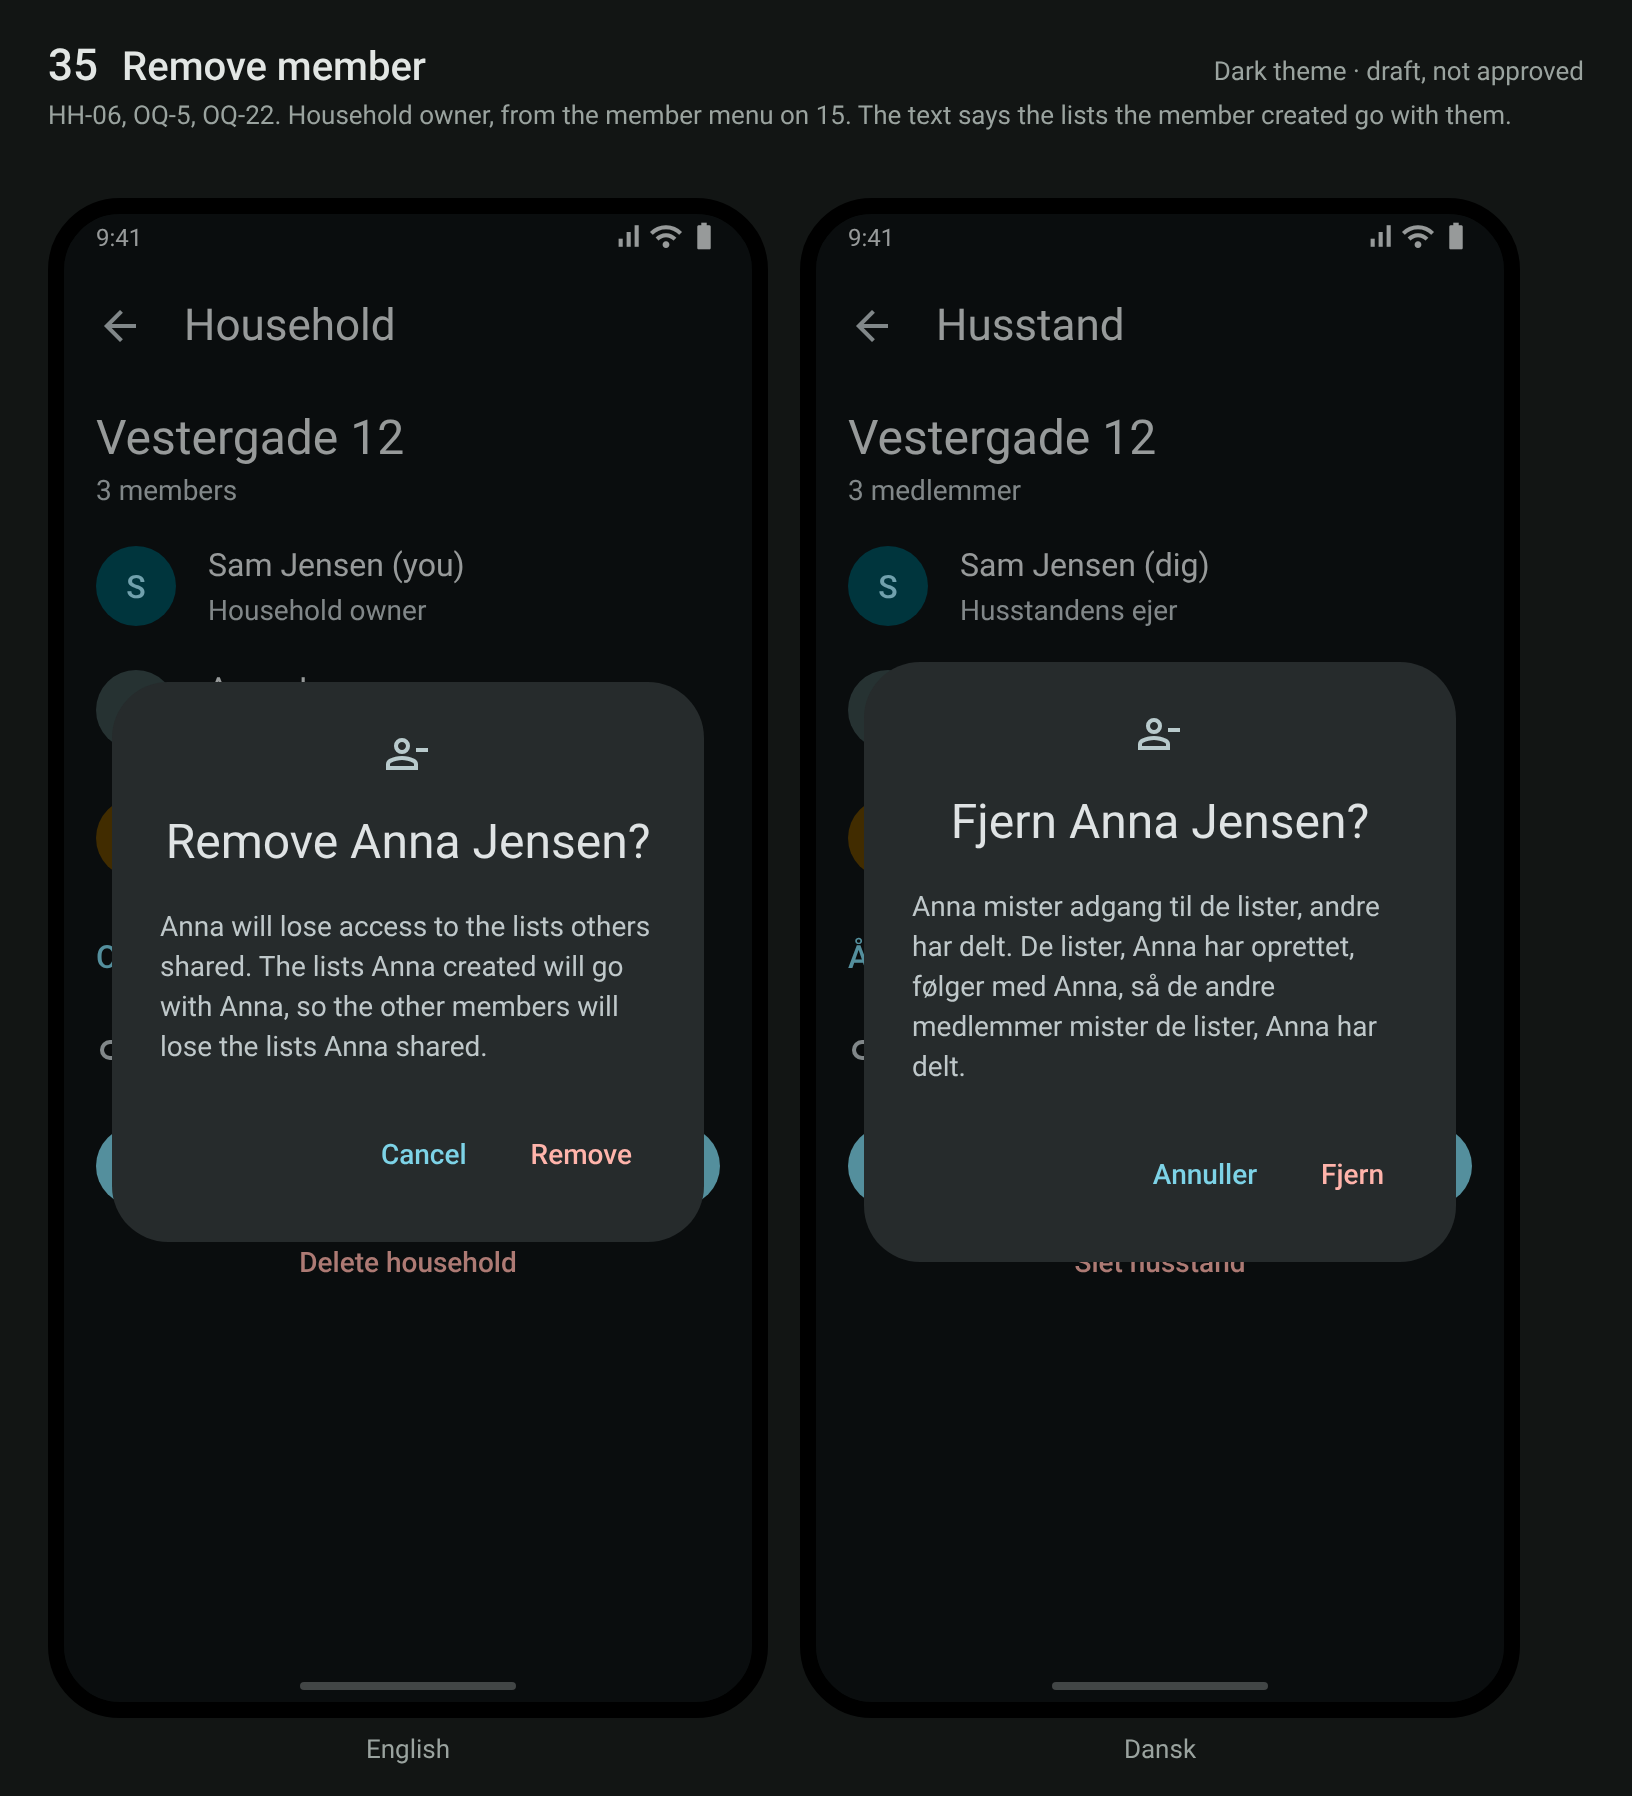 35 Remove member
Dark theme · draft, not approved
HH-06, OQ-5, OQ-22. Household owner, from the member menu on 15. The text says the lists the member created go with them.
9:41
Household
Vestergade 12
3 members
S
Sam Jensen (you)
Household owner
Remove Anna Jensen?
Anna will lose access to the lists others
shared. The lists Anna created will go
with Anna, so the other members will
lose the lists Anna shared.
Cancel
Remove
Delete household
English
9:41
Husstand
Vestergade 12
3 medlemmer
S
Sam Jensen (dig)
Husstandens ejer
Fjern Anna Jensen?
Anna mister adgang til de lister, andre
har delt. De lister, Anna har oprettet,
følger med Anna, så de andre
medlemmer mister de lister, Anna har
delt.
Annuller
Fjern
Slet husstand
Dansk